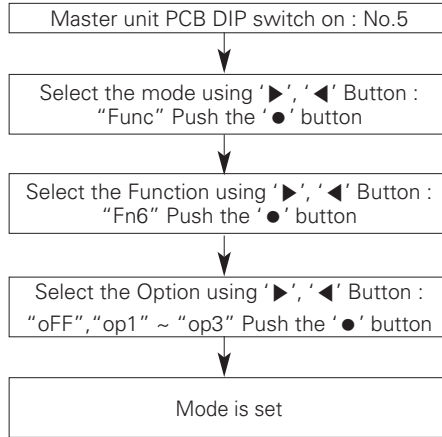 Master unit PCB DIP switch on : No.5
Select the mode using ‘▶’, ‘◀’ Button :
“Func” Push the ‘●’ button
Select the Function using ‘▶’, ‘◀’ Button :
“Fn6” Push the ‘●’ button
Select the Option using ‘▶’, ‘◀’ Button :
“oFF”,“op1” ~ “op3” Push the ‘●’ button
Mode is set